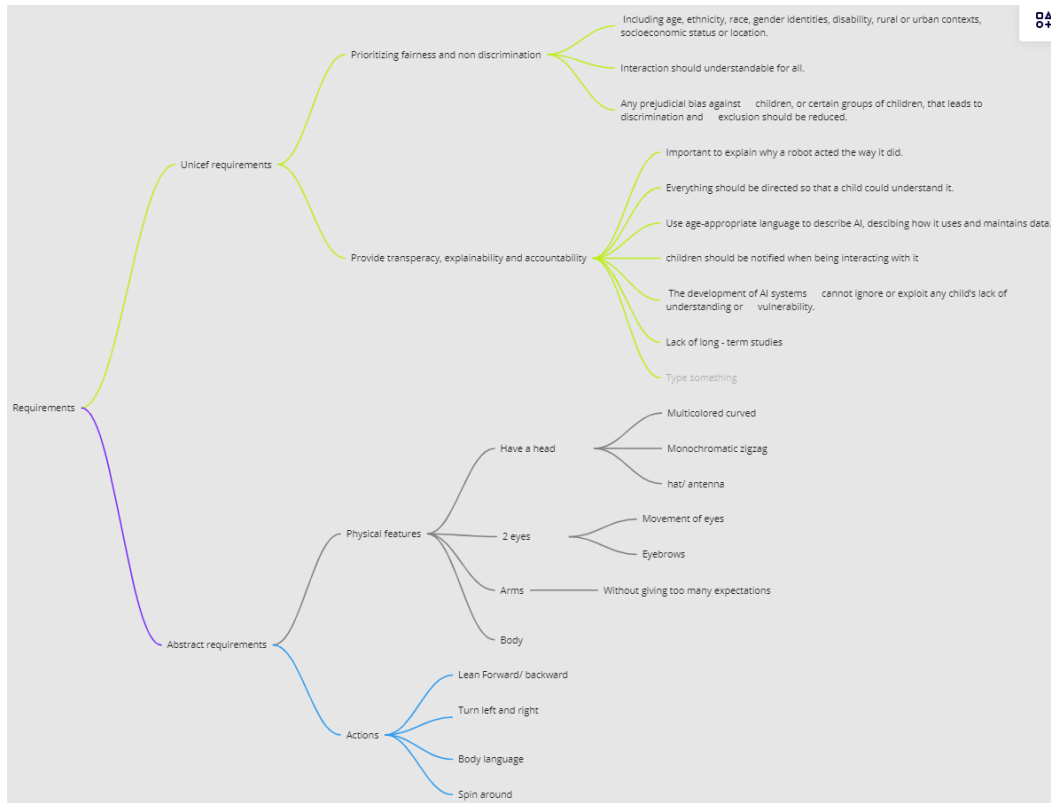 Requirements
Unicef requirements
Prioritizing fairness and non discrimination
Including age, ethnicity, race, gender identities, disability, rural or urban contexts,
socioeconomic status or location.
Interaction should understandable for all.
Any prejudicial bias against children, or certain groups of children, that leads to
discrimination and exclusion should be reduced.
Provide transperacy, explainability and accountability
Important to explain why a robot acted the way it did.
Everything should be directed so that a child could understand it.
Use age-appropriate language to describe AI, descibing how it uses and maintains data.
children should be notified when being interacting with it
The development of AI systems cannot ignore or exploit any child's lack of
understanding or vulnerability.
Lack of long - term studies
Type something
Abstract requirements
Physical features
Have a head
Multicolored curved
Monochromatic zigzag
hat/ antenna
2 eyes
Movement of eyes
Eyebrows
Arms
Without giving too many expectations
Body
Actions
Lean Forward/ backward
Turn left and right
Body language
Spin around